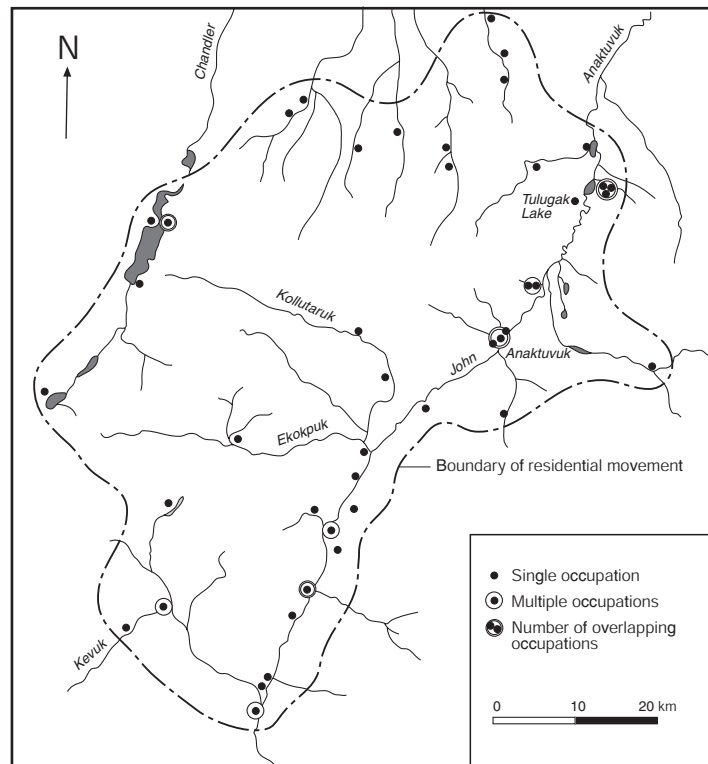 N
Chandler
Anaktuvuk
Tulugak
Lake
Kollutaruk
John
Anaktuvuk
Ekokpuk
Boundary of residential movement
Kevuk
Single occupation
Multiple occupations
Number of overlapping
occupations
0 10 20 km